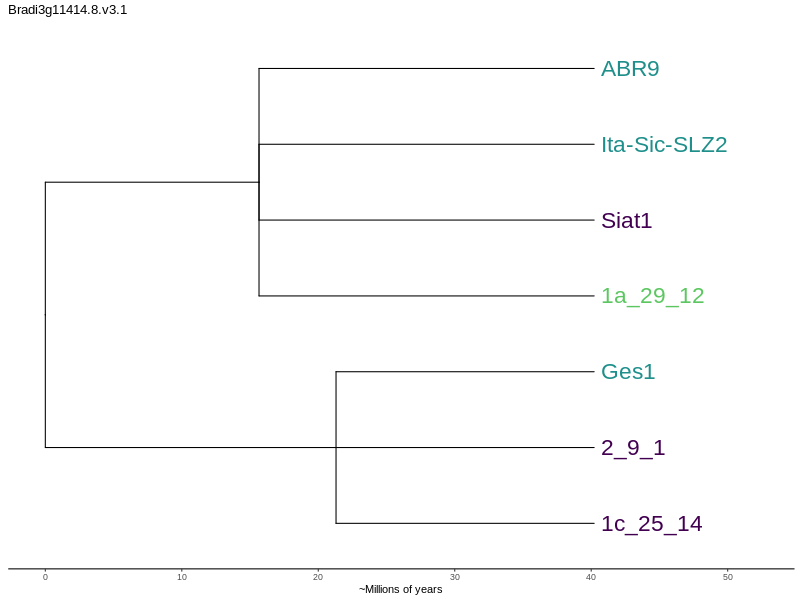 Bradi3g11414.8.v3.1
ABR9
Ita-Sic-SLZ2
Siat1
1a_29_12
Ges1
2_9_1
1c_25_14
0 10 20 30 40 50
~Millions of years